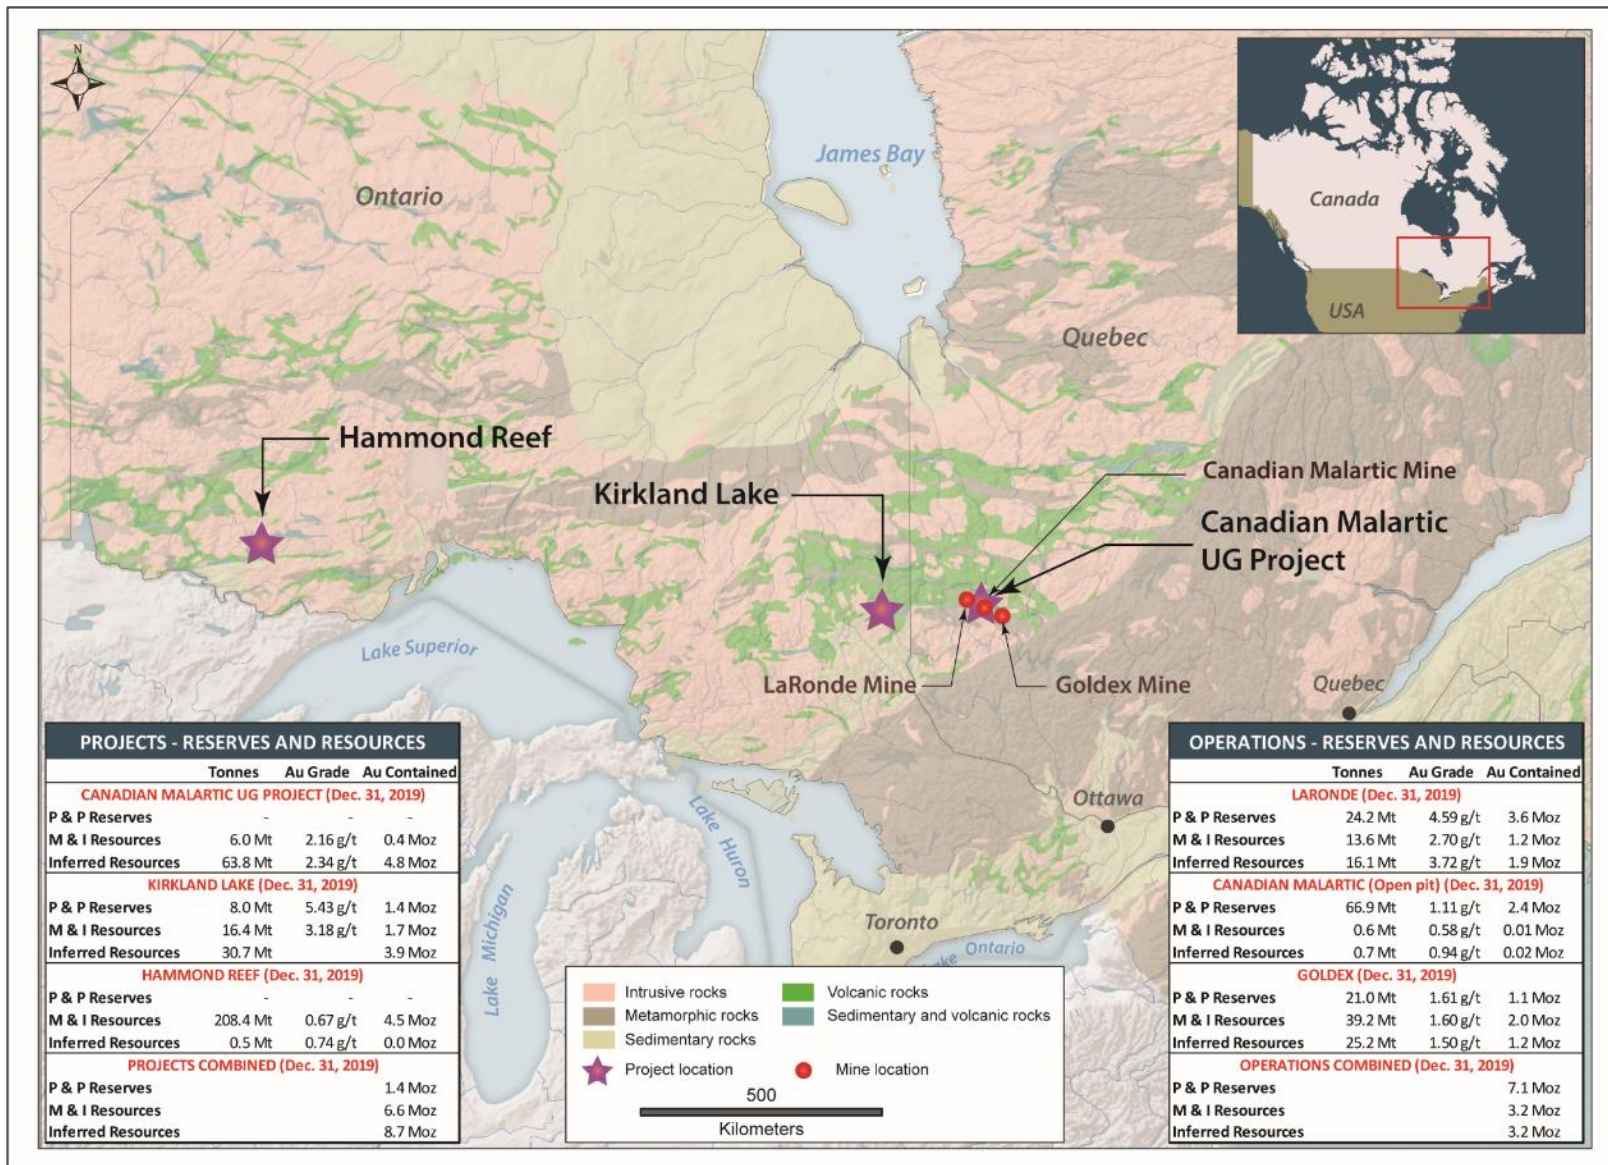 N
James Bay
Ontario
Canada
USA
Quebec
Hammond Reef
Kirkland Lake
Canadian Malartic Mine
Canadian Malartic
UG Project
LaRonde Mine
Goldex Mine
Lake Superior
Quebec
Lake Huron
Lake Michigan
Ottawa
Toronto
Ontario
PROJECTS - RESERVES AND RESOURCES
Tonnes Au Grade Au Contained
CANADIAN MALARTIC UG PROJECT (Dec. 31, 2019)
P & P Reserves - - -
M & I Resources 6.0 Mt 2.16 g/t 0.4 Moz
Inferred Resources 63.8 Mt 2.34 g/t 4.8 Moz
KIRKLAND LAKE (Dec. 31, 2019)
P & P Reserves 8.0 Mt 5.43 g/t 1.4 Moz
M & I Resources 16.4 Mt 3.18 g/t 1.7 Moz
Inferred Resources 30.7 Mt 3.9 Moz
HAMMOND REEF (Dec. 31, 2019)
P & P Reserves - - -
M & I Resources 208.4 Mt 0.67 g/t 4.5 Moz
Inferred Resources 0.5 Mt 0.74 g/t 0.0 Moz
PROJECTS COMBINED (Dec. 31, 2019)
P & P Reserves 1.4 Moz
M & I Resources 6.6 Moz
Inferred Resources 8.7 Moz
Intrusive rocks
Metamorphic rocks
Sedimentary rocks
Volcanic rocks
Sedimentary and volcanic rocks
Project location
Mine location
500
Kilometers
OPERATIONS - RESERVES AND RESOURCES
Tonnes Au Grade Au Contained
LARONDE (Dec. 31, 2019)
P & P Reserves 24.2 Mt 4.59 g/t 3.6 Moz
M & I Resources 13.6 Mt 2.70 g/t 1.2 Moz
Inferred Resources 16.1 Mt 3.72 g/t 1.9 Moz
CANADIAN MALARTIC (Open pit) (Dec. 31, 2019)
P & P Reserves 66.9 Mt 1.11 g/t 2.4 Moz
M & I Resources 0.6 Mt 0.58 g/t 0.01 Moz
Inferred Resources 0.7 Mt 0.94 g/t 0.02 Moz
GOLDEX (Dec. 31, 2019)
P & P Reserves 21.0 Mt 1.61 g/t 1.1 Moz
M & I Resources 39.2 Mt 1.60 g/t 2.0 Moz
Inferred Resources 25.2 Mt 1.50 g/t 1.2 Moz
OPERATIONS COMBINED (Dec. 31, 2019)
P & P Reserves 7.1 Moz
M & I Resources 3.2 Moz
Inferred Resources 3.2 Moz